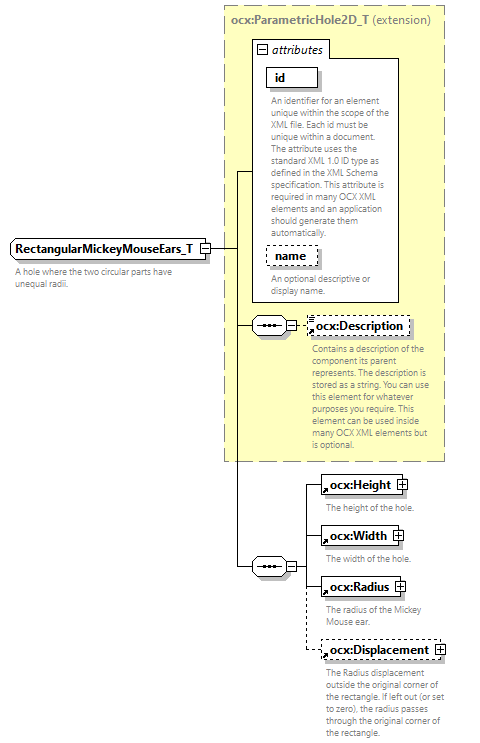 ocx:ParametricHole2D_T (extension)
attributes
id
An identifier for an element
unique within the scope of the
XML file. Each id must be
unique within a document.
The attribute uses the
standard XML 1.0 ID type as
defined in the XML Schema
specification. This attribute is
required in many OCX XML
elements and an application
should generate them
automatically.
name
An optional descriptive or
display name.
RectangularMickeyMouseEars_T
A hole where the two circular parts have
unequal radii.
ocx:Description
Contains a description of the
component its parent
represents. The description is
stored as a string. You can use
this element for whatever
purposes you require. This
element can be used inside
many OCX XML elements but
is optional.
ocx:Height
The height of the hole.
ocx:Width
The width of the hole.
ocx:Radius
The radius of the Mickey
Mouse ear.
ocx:Displacement
The Radius displacement
outside the original corner of
the rectangle. If left out (or set
to zero), the radius passes
through the original corner of
the rectangle.